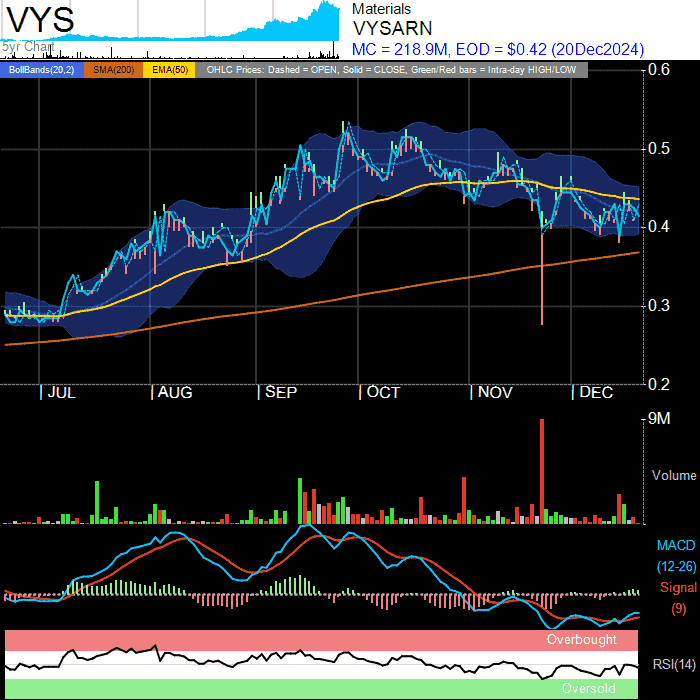 VYS
5yr Chart
Materials
VYSARN
MC = 218.9M, EOD = $0.42 (20Dec2024)
BollBands(20,2) SMA(200) EMA(50) OHLC Prices: Dashed = OPEN, Solid = CLOSE, Green/Red bars = Intra-day HIGH/LOW
0.6
0.5
0.4
0.3
0.2
| JUL | AUG | SEP | OCT | NOV | DEC
9M
Volume
MACD
(12-26)
Signal
(9)
Overbought
RSI(14)
Oversold